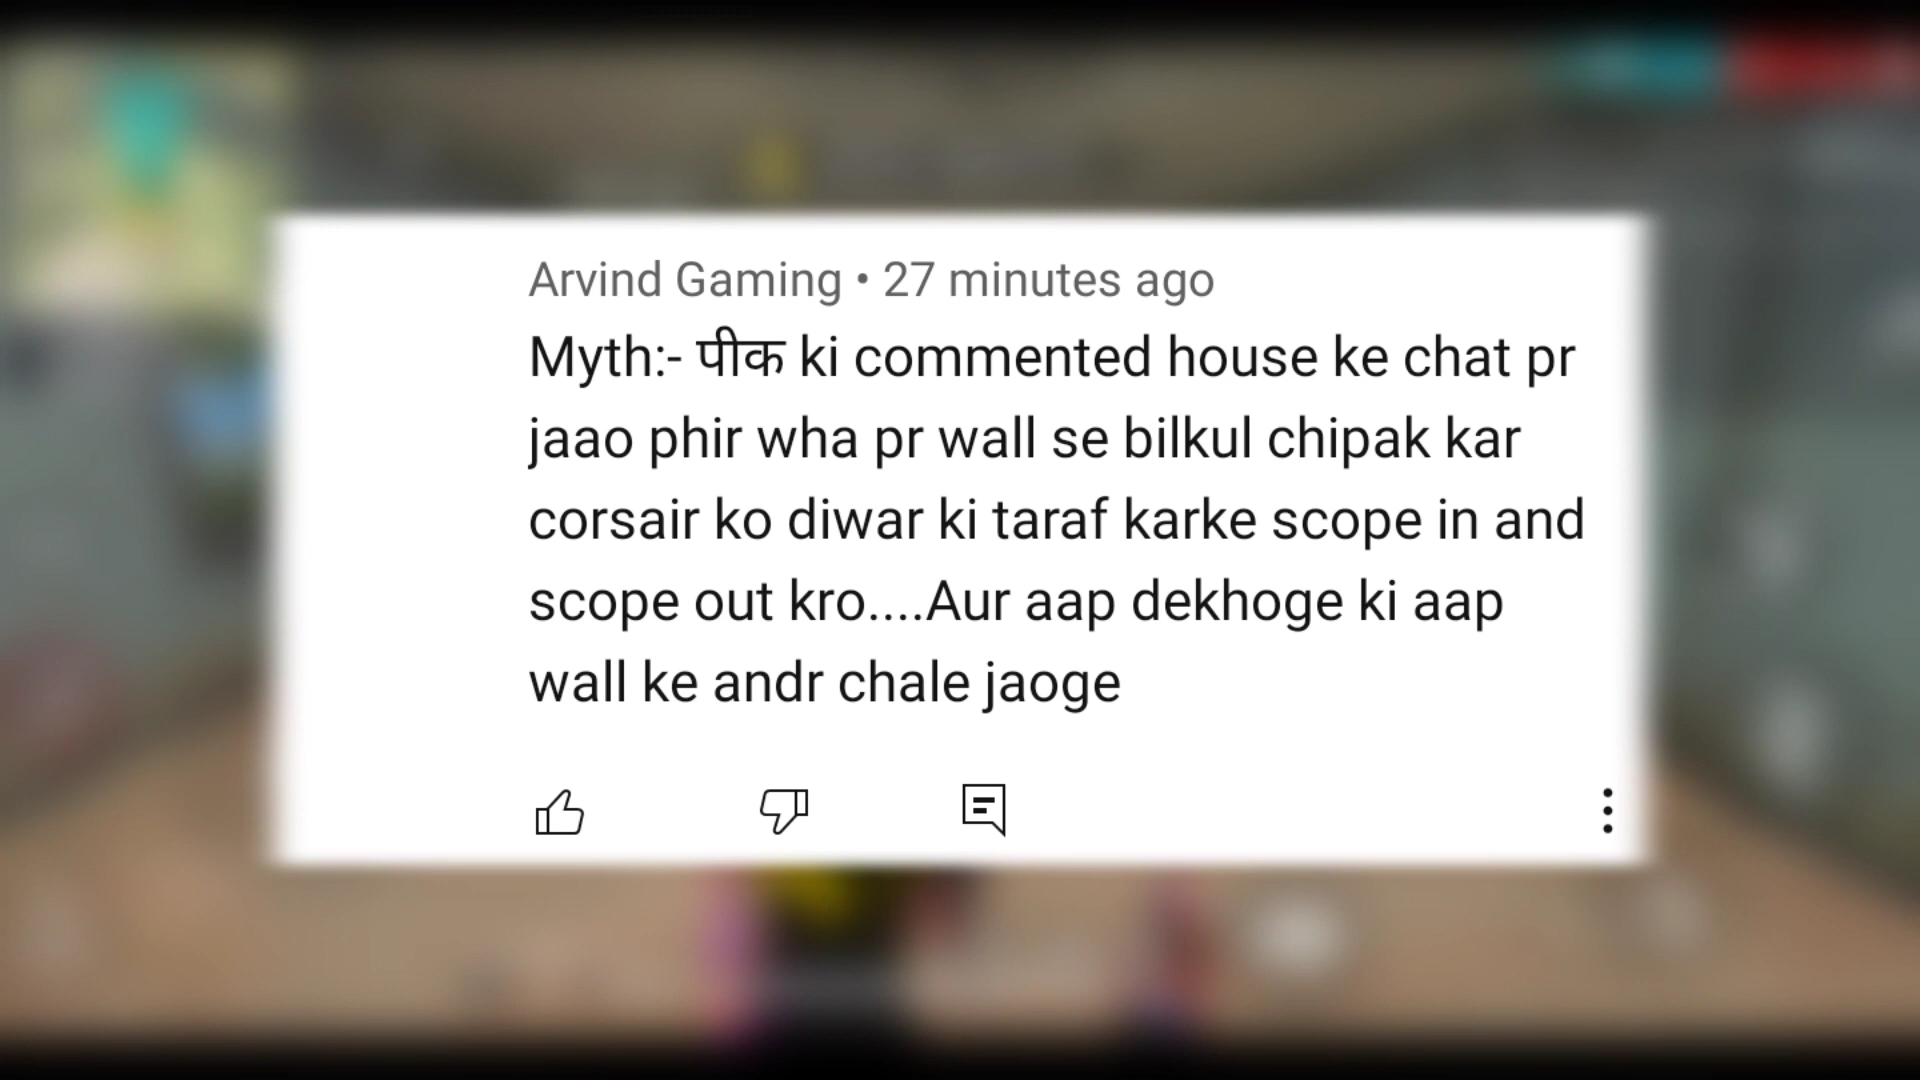 Arvind Gaming • 27 minutes ago
Myth:- पीक ki commented house ke chat pr
jaao phir wha pr wall se bilkul chipak kar
corsair ko diwar ki taraf karke scope in and
scope out kro....Aur aap dekhoge ki aap
wall ke andr chale jaoge